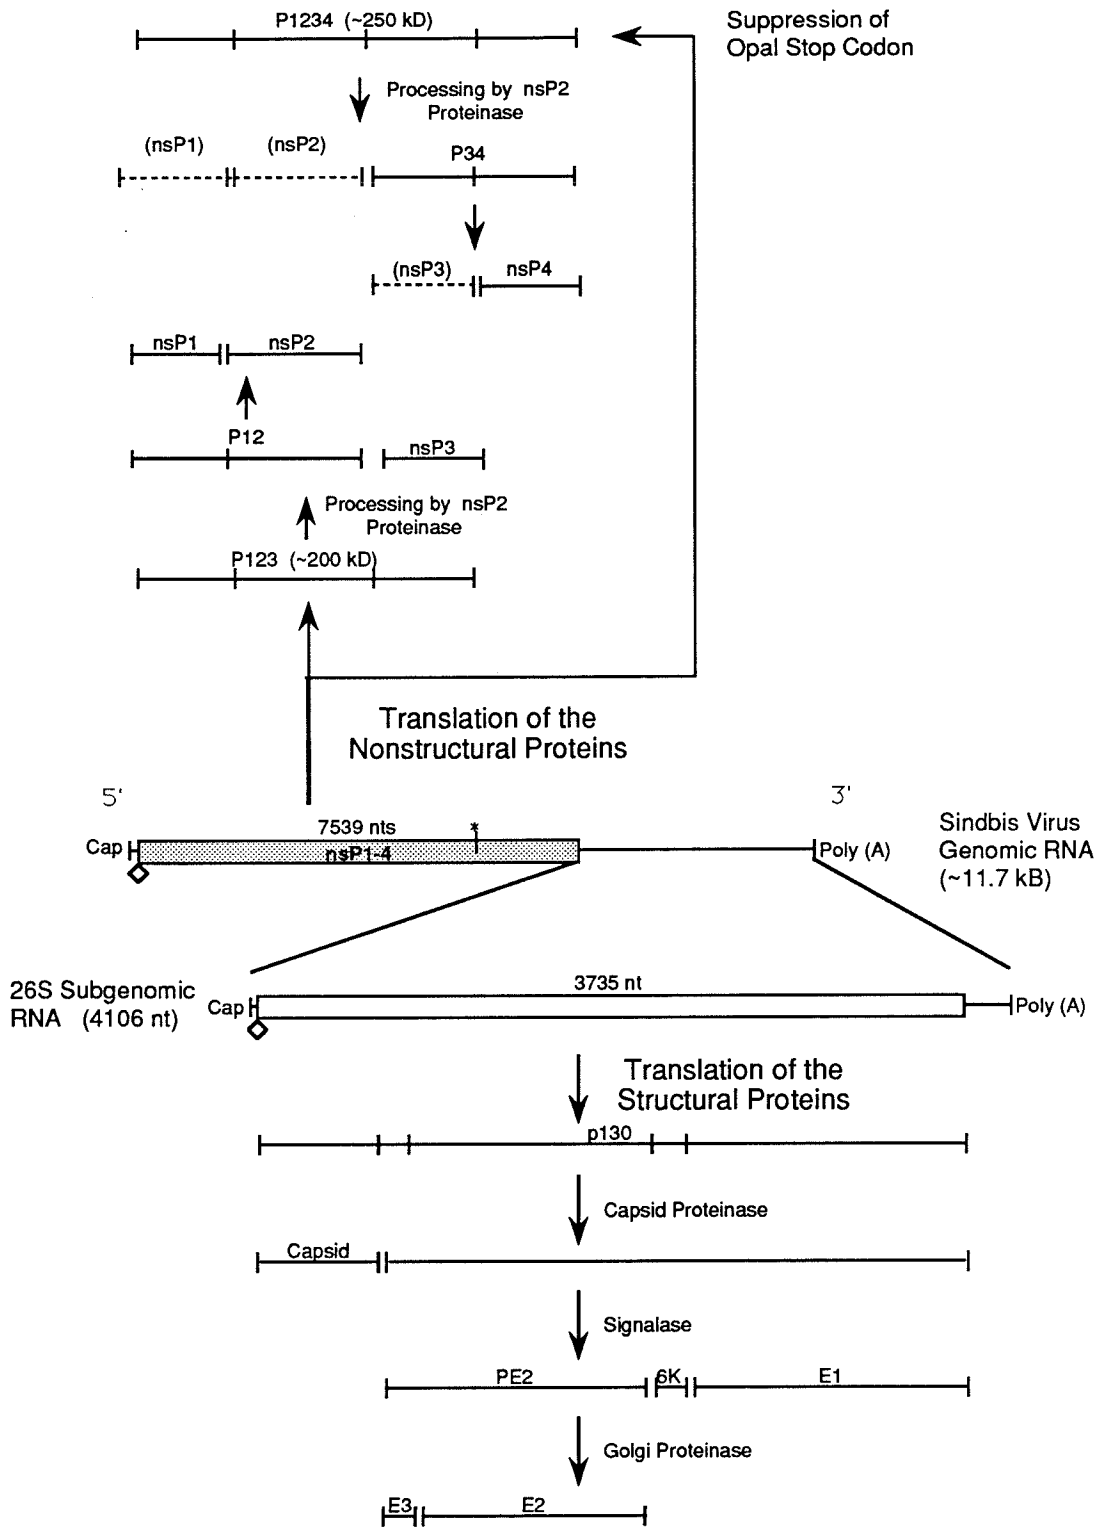 P1234 (~250 kD)
Suppression of
Opal Stop Codon
Processing by nsP2
Proteinase
(nsP1)
(nsP2)
P34
(nsP3)
nsP4
nsP1
nsP2
P12
nsP3
Processing by nsP2
Proteinase
P123 (~200 kD)
Translation of the
Nonstructural Proteins
5'
3'
7539 nts
*
Cap
nsP1-4
Poly (A)
Sindbis Virus
Genomic RNA
(~11.7 kB)
26S Subgenomic
RNA (4106 nt)
Cap
3735 nt
Poly (A)
Translation of the
Structural Proteins
p130
Capsid Proteinase
Capsid
Signalase
PE2
6K
E1
Golgi Proteinase
E3
E2